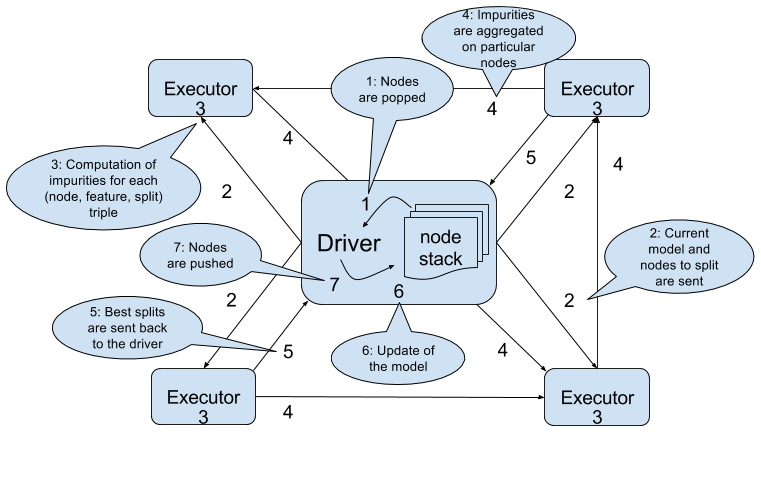 4: Impurities
are aggregated
on particular
nodes
1: Nodes
are popped
Executor
3
Executor
3
4
4
5
4
3: Computation of
impurities for each
(node, feature, split)
triple
2
2
1
Driver
node
stack
7: Nodes
are pushed
7
6
2: Current
model and
nodes to split
are sent
2
2
5: Best splits
are sent back
to the driver
5
6: Update of
the model
4
Executor
3
4
Executor
3